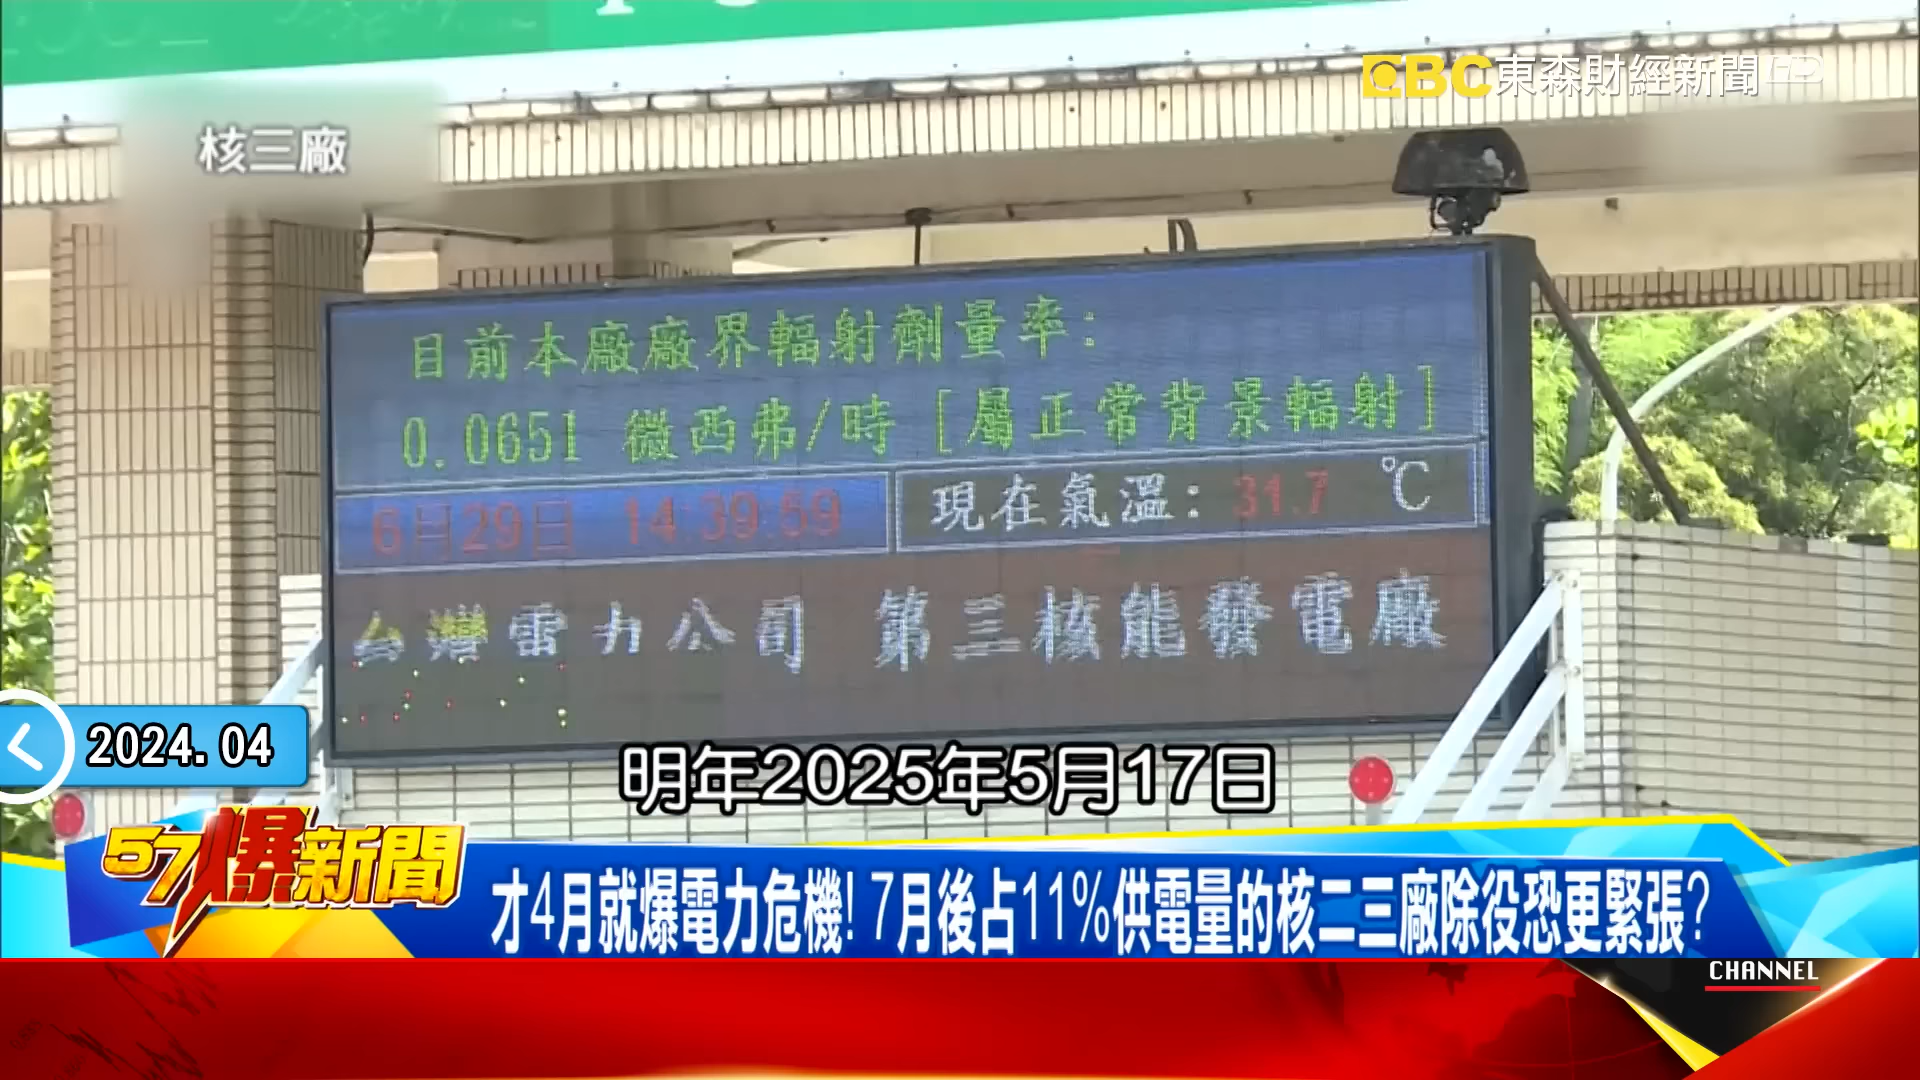 EBC東森財經新聞HD
核三廠
目前本廠廠界輻射劑量率:
0.0651 微西弗/時 [屬正常背景輻射]
6月29日 14:39:59
現在氣溫: 31.7 ℃
台灣電力公司 第三核能發電廠
2024.04
明年2025年5月17日
57爆新聞
才4月就爆電力危機! 7月後占11%供電量的核二三廠除役恐更緊張?
CHANNEL